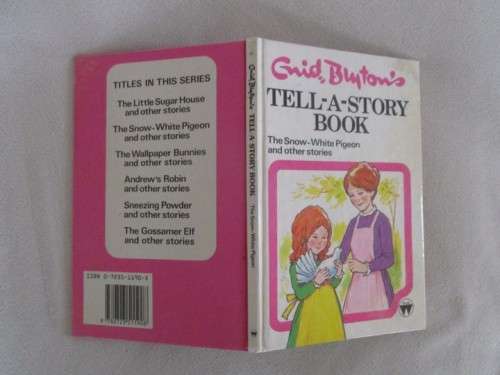 TITLES IN THIS SERIES
The Little Sugar House
and other stories
The Snow-White Pigeon
and other stories
The Wallpaper Bunnies
and other stories
Andrew's Robin
and other stories
Sneezing Powder
and other stories
The Gossamer Elf
and other stories
Enid Blyton's TELL-A-STORY BOOK The Snow-White Pigeon
Enid Blyton's
TELL-A-STORY
BOOK
The Snow-White Pigeon
and other stories